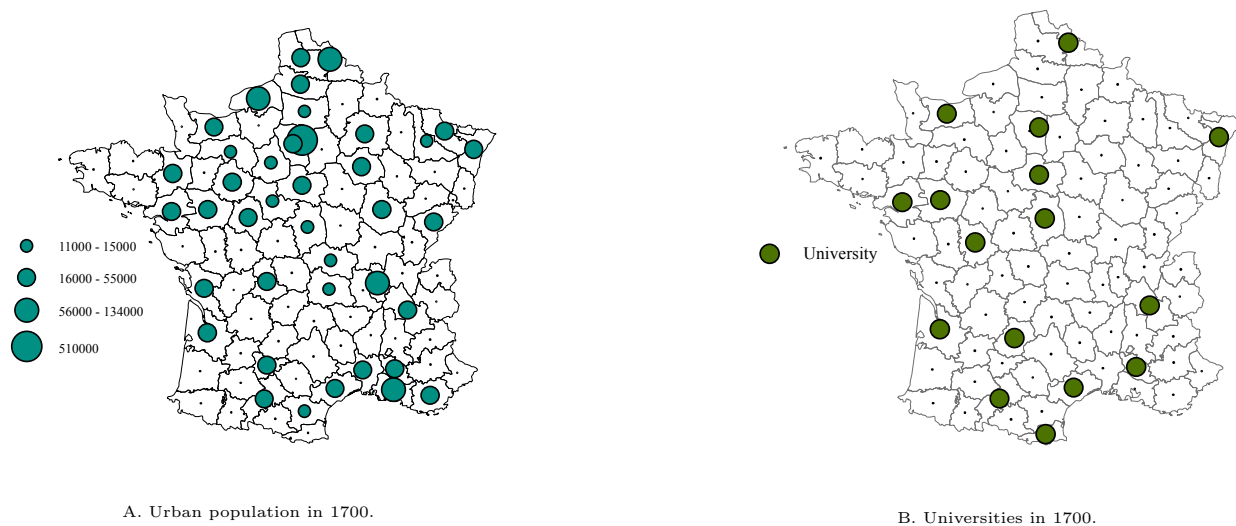 11000 - 15000
16000 - 55000
56000 - 134000
510000
A. Urban population in 1700.
University
B. Universities in 1700.